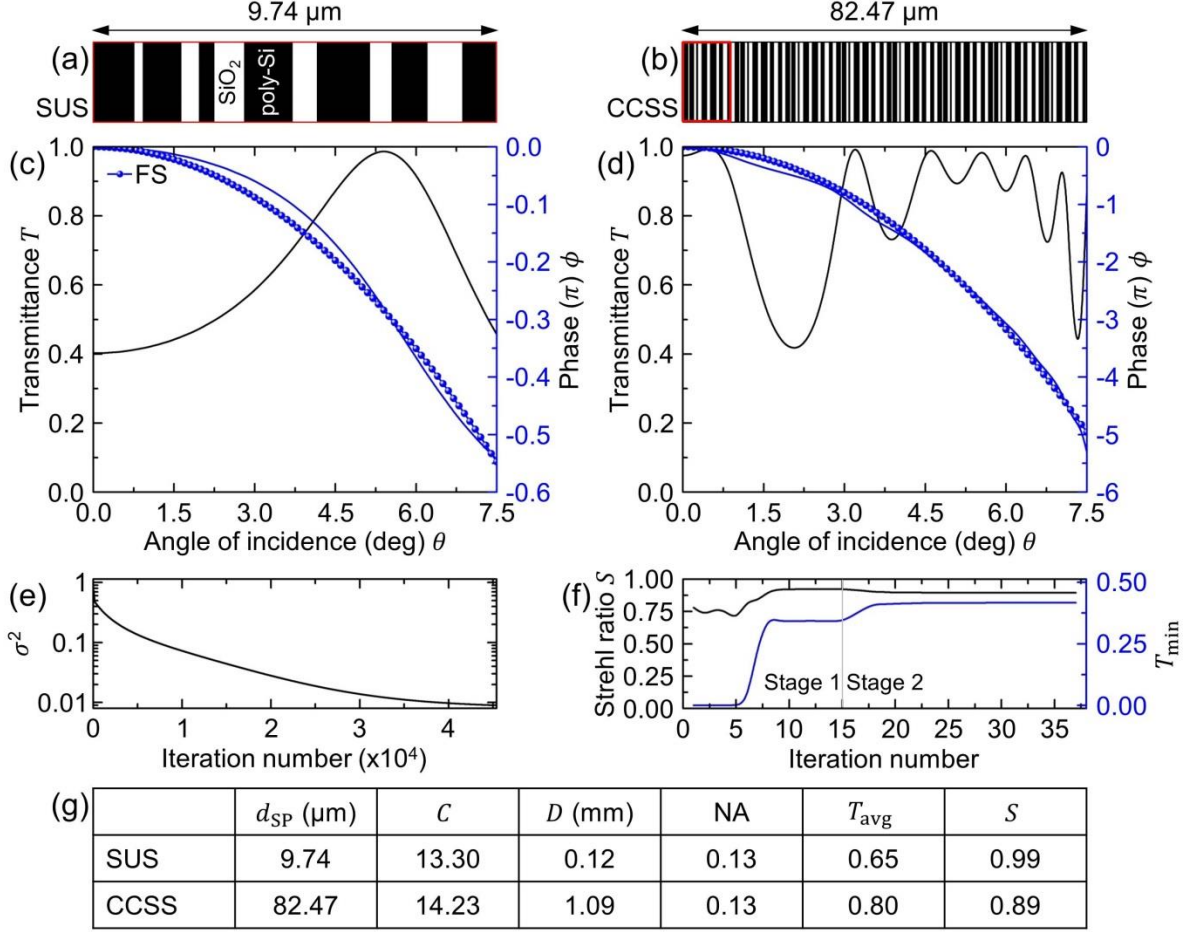 9.74 µm
82.47 µm
(a)
SiO2
poly-Si
SUS
(b)
CCSS
(c)
1.0
0.8
0.6
0.4
0.2
0.0
Transmittance T
FS
0.0
-0.1
-0.2
-0.3
-0.4
-0.5
-0.6
Phase (π) ϕ
0.0 1.5 3.0 4.5 6.0 7.5
Angle of incidence (deg) θ
(d)
1.0
0.8
0.6
0.4
0.2
0.0
Transmittance T
0
-1
-2
-3
-4
-5
-6
Phase (π) ϕ
0.0 1.5 3.0 4.5 6.0 7.5
Angle of incidence (deg) θ
(e)
1
0.1
0.01
σ²
0 1 2 3 4
Iteration number (x10⁴)
(f)
1.00
0.75
0.50
0.25
0.00
Strehl ratio S
Stage 1 Stage 2
0.50
0.25
0.00
Tmin
0 5 10 15 20 25 30 35
Iteration number
(g)
dSP (µm) C D (mm) NA Tavg S
SUS 9.74 13.30 0.12 0.13 0.65 0.99
CCSS 82.47 14.23 1.09 0.13 0.80 0.89